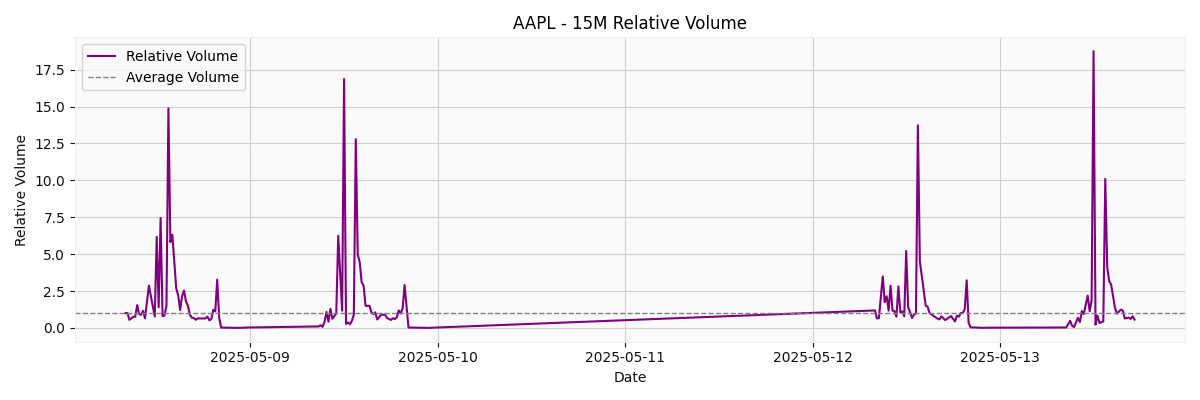 AAPL - 15M Relative Volume
Relative Volume
Average Volume
Relative Volume
17.5
15.0
12.5
10.0
7.5
5.0
2.5
0.0
2025-05-09
2025-05-10
2025-05-11
2025-05-12
2025-05-13
Date